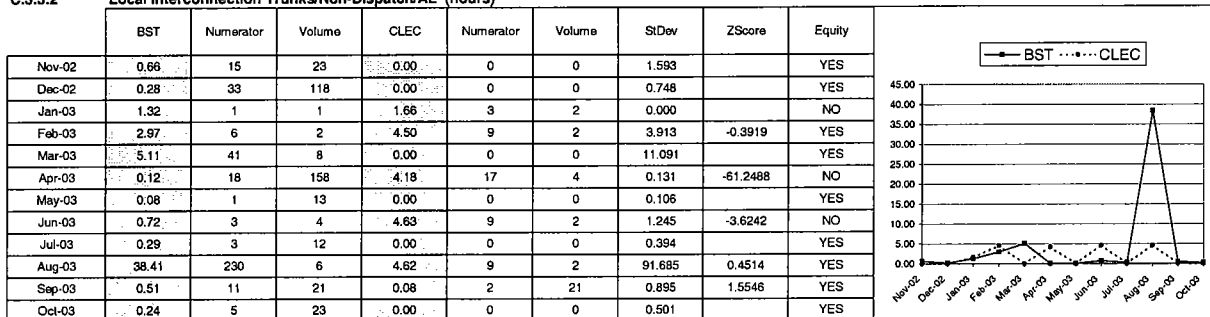 C.3.3.2 Local Interconnection Trunks/Non-Dispatch/AL (hours)
BST Numerator Volume CLEC Numerator Volume StDev ZScore Equity
Nov-02 0.66 15 23 0.00 0 0 1.593 YES
Dec-02 0.28 33 118 0.00 0 0 0.748 YES
Jan-03 1.32 1 1 1.66 3 2 0.000 NO
Feb-03 2.97 6 2 4.50 9 2 3.913 -0.3919 YES
Mar-03 5.11 41 8 0.00 0 0 11.091 YES
Apr-03 0.12 18 158 4.18 17 4 0.131 -61.2488 NO
May-03 0.08 1 13 0.00 0 0 0.106 YES
Jun-03 0.72 3 4 4.63 9 2 1.245 -3.6242 NO
Jul-03 0.29 3 12 0.00 0 0 0.394 YES
Aug-03 38.41 230 6 4.62 9 2 91.685 0.4514 YES
Sep-03 0.51 11 21 0.08 2 21 0.895 1.5546 YES
Oct-03 0.24 5 23 0.00 0 0 0.501 YES
BST CLEC
45.00
40.00
35.00
30.00
25.00
20.00
15.00
10.00
5.00
0.00
Nov-02 Dec-02 Jan-03 Feb-03 Mar-03 Apr-03 May-03 Jun-03 Jul-03 Aug-03 Sep-03 Oct-03